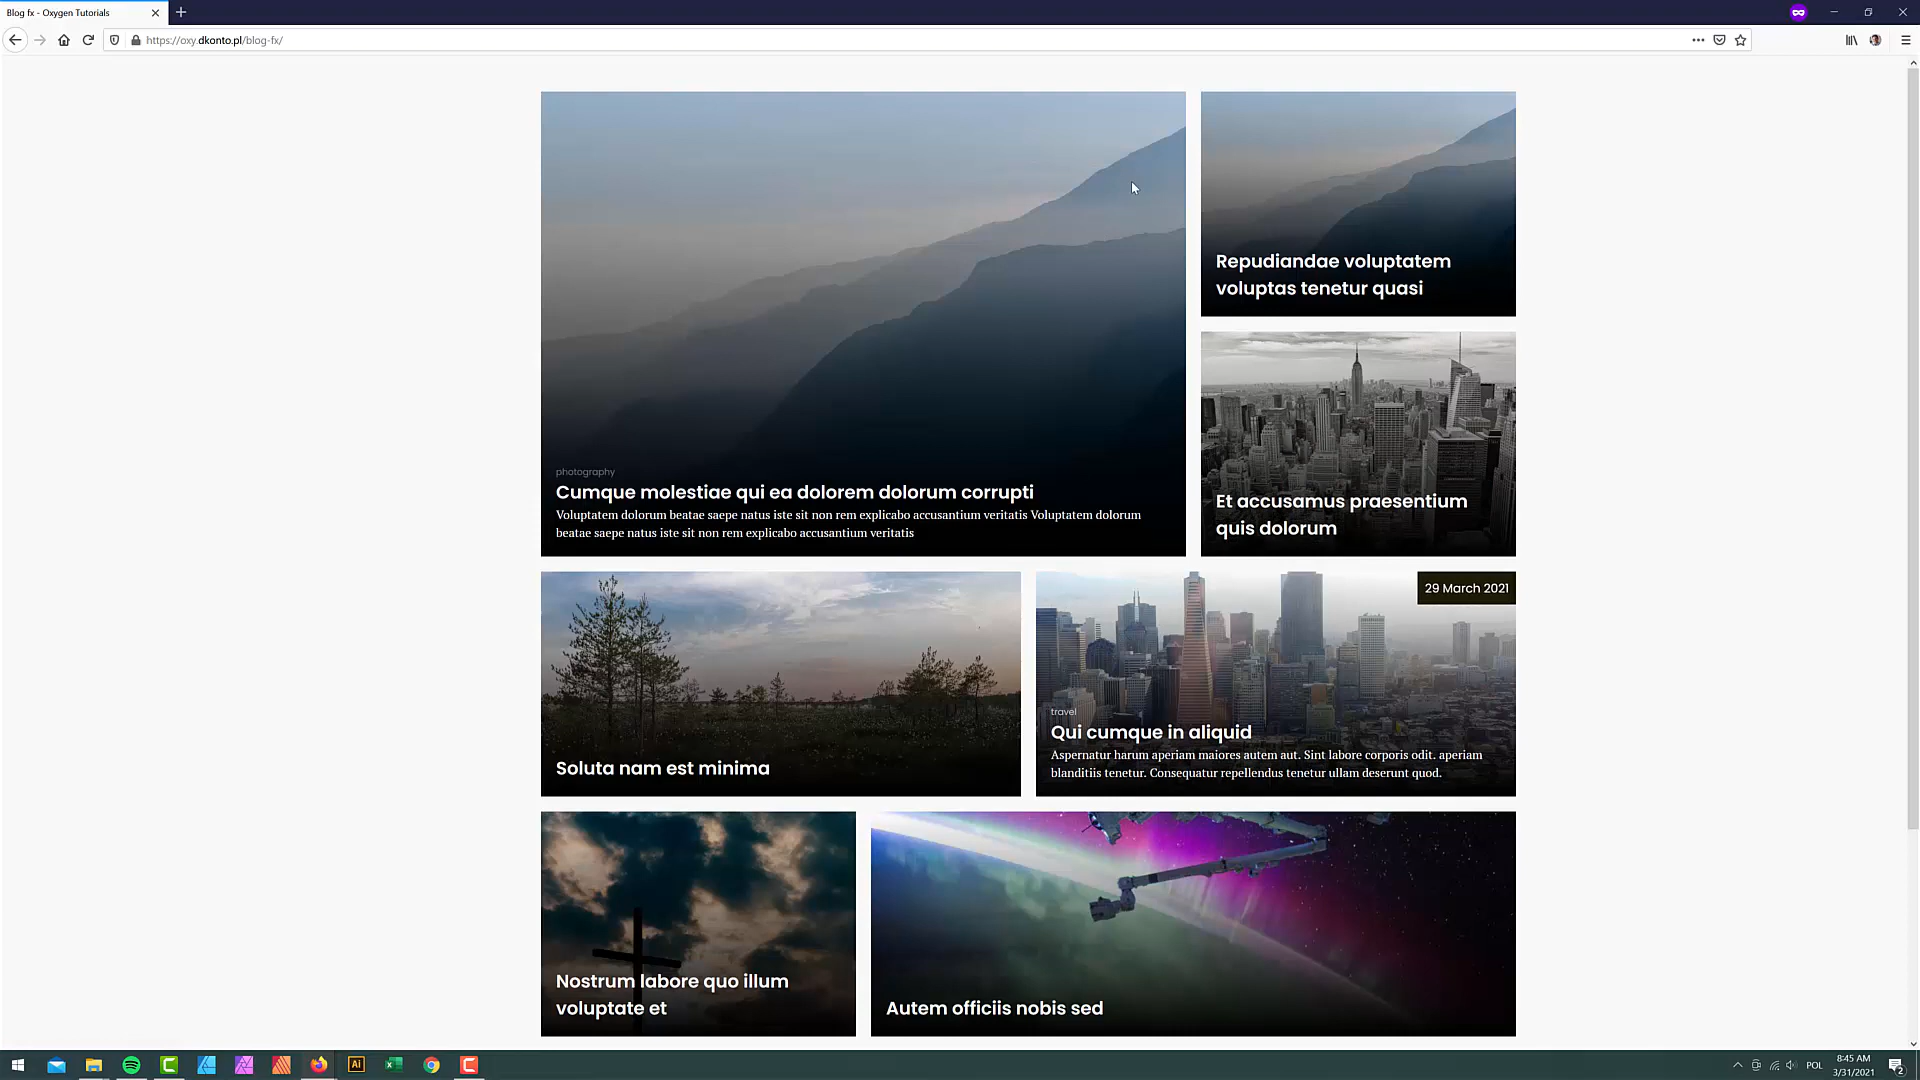 Blog fx - Oxygen Tutorials
https://oxy.dkonto.pl/blog-fx/
Repudiandae voluptatem
voluptas tenetur quasi
photography
Cumque molestiae qui ea dolorem dolorum corrupti
Voluptatem dolorum beatae saepe natus iste sit non rem explicabo accusantium veritatis Voluptatem dolorum
beatae saepe natus iste sit non rem explicabo accusantium veritatis
Et accusamus praesentium
quis dolorum
Soluta nam est minima
29 March 2021
travel
Qui cumque in aliquid
Aspernatur harum aperiam maiores autem aut. Sint labore corporis odit. aperiam
blanditiis tenetur. Consequatur repellendus tenetur ullam deserunt quod.
Nostrum labore quo illum
voluptate et
Autem officiis nobis sed
Ai
POL
8:45 AM
3/31/2021
2